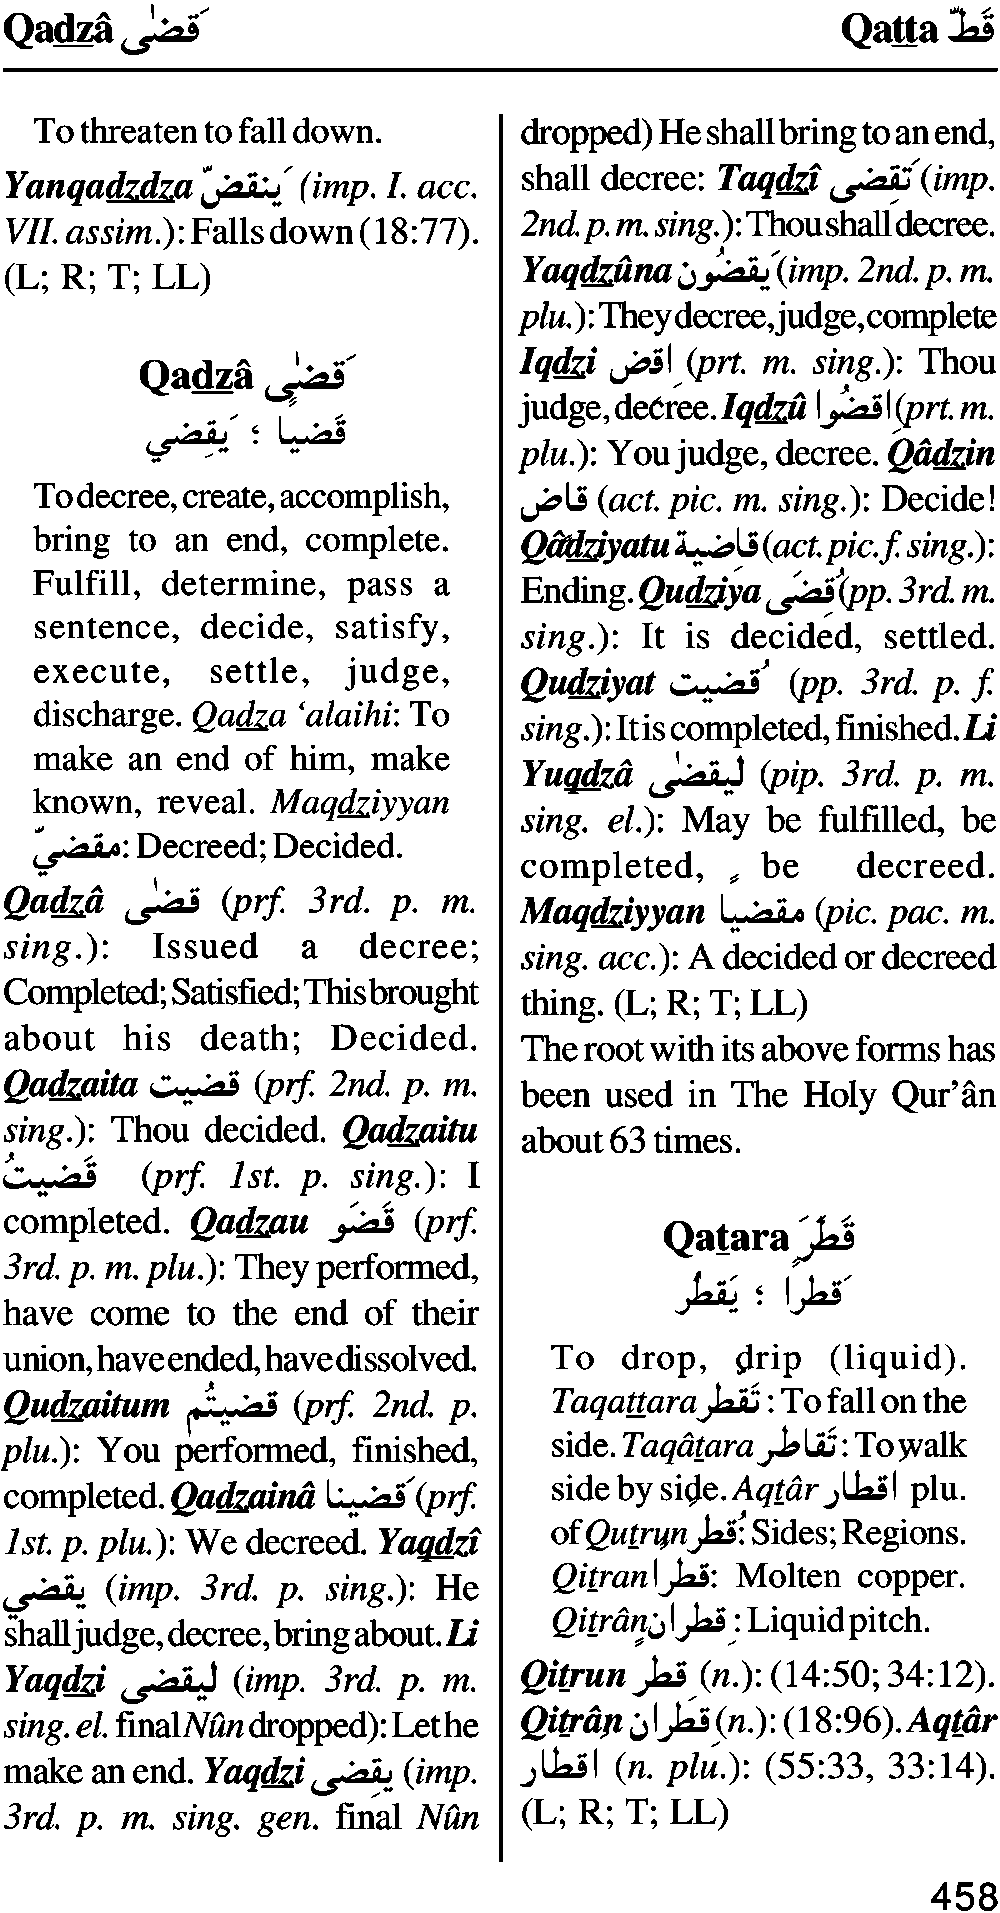 Qadzâ قَضىٰ
Qatta قَطّ
To threaten to fall down.
Yanqadzdza يَنقَضّ (imp. I. acc.
VII. assim.): Falls down (18:77).
(L; R; T; LL)
Qadzâ قَضىٰ
قَضيا ؛ يَقضِي
To decree, create, accomplish,
bring to an end, complete.
Fulfill, determine, pass a
sentence, decide, satisfy,
execute, settle, judge,
discharge. Qadza ‘alaihi: To
make an end of him, make
known, reveal. Maqdziyyan
مقضيّ: Decreed; Decided.
Qadzâ قضىٰ (prf. 3rd. p. m.
sing.): Issued a decree;
Completed; Satisfied; This brought
about his death; Decided.
Qadzaita قضيت (prf. 2nd. p. m.
sing.): Thou decided. Qadzaitu
قَضيتُ (prf. 1st. p. sing.): I
completed. Qadzau قَضَو (prf.
3rd. p. m. plu.): They performed,
have come to the end of their
union, have ended, have dissolved.
Qudzaitum قضيتُم (prf. 2nd. p.
plu.): You performed, finished,
completed. Qadzainâ قَضينا (prf.
1st. p. plu.): We decreed. Yaqdzî
يقضي (imp. 3rd. p. sing.): He
shall judge, decree, bring about. Li
Yaqdzi ليقضى (imp. 3rd. p. m.
sing. el. final Nûn dropped): Let he
make an end. Yaqdzi يقضِى (imp.
3rd. p. m. sing. gen. final Nûn
dropped) He shall bring to an end,
shall decree: Taqdzî تَقضِى (imp.
2nd. p. m. sing.): Thou shall decree.
Yaqdzûna يَقضُون (imp. 2nd. p. m.
plu.): They decree, judge, complete
Iqdzi اقض (prt. m. sing.): Thou
judge, decree. Iqdzû اقضُوا (prt. m.
plu.): You judge, decree. Qâdzin
قاض (act. pic. m. sing.): Decide!
Qâdziyatu قاضِية (act. pic. f. sing.):
Ending. Qudziya قُضِىَ (pp. 3rd. m.
sing.): It is decided, settled.
Qudziyat قُضيت (pp. 3rd. p. f.
sing.): It is completed, finished. Li
Yuqdzâ ليقضىٰ (pip. 3rd. p. m.
sing. el.): May be fulfilled, be
completed, be decreed.
Maqdziyyan مقضيا (pic. pac. m.
sing. acc.): A decided or decreed
thing. (L; R; T; LL)
The root with its above forms has
been used in The Holy Qur’ân
about 63 times.
Qatara قَطَرَ
قَطرا ؛ يَقطُر
To drop, drip (liquid).
Taqattara تَقَطر : To fall on the
side. Taqâtara تَقاطر : To walk
side by side. Aqtâr اقطار plu.
of Qutrun قُطر: Sides; Regions.
Qitran قطرا: Molten copper.
Qitrân قطران : Liquid pitch.
Qitrun قطر (n.): (14:50; 34:12).
Qitrân قطِران (n.): (18:96). Aqtâr
اقطار (n. plu.): (55:33, 33:14).
(L; R; T; LL)
458